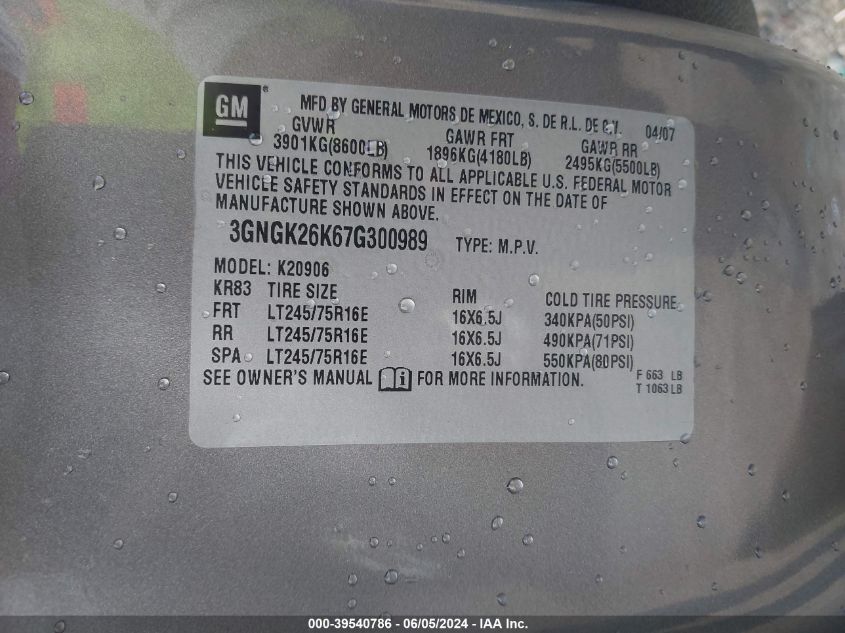 GM
MFD BY GENERAL MOTORS DE MEXICO, S. DE R.L. DE C.V. 04/07
GVWR GAWR FRT GAWR RR
3901KG(8600LB) 1896KG(4180LB) 2495KG(5500LB)
THIS VEHICLE CONFORMS TO ALL APPLICABLE U.S. FEDERAL MOTOR
VEHICLE SAFETY STANDARDS IN EFFECT ON THE DATE OF
MANUFACTURE SHOWN ABOVE.
3GNGK26K67G300989 TYPE: M.P.V.
MODEL: K20906
KR83 TIRE SIZE RIM COLD TIRE PRESSURE
FRT LT245/75R16E 16X6.5J 340KPA(50PSI)
RR LT245/75R16E 16X6.5J 490KPA(71PSI)
SPA LT245/75R16E 16X6.5J 550KPA(80PSI)
SEE OWNER'S MANUAL FOR MORE INFORMATION. F 663 LB
T 1063 LB
000-39540786 - 06/05/2024 - IAAI Inc.